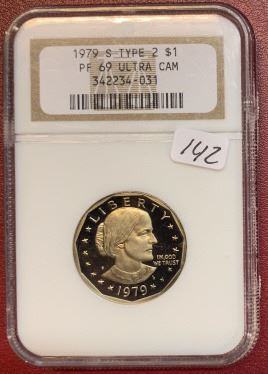 1979 S TYPE 2 $1
PF 69 ULTRA CAM
342234-031
142
LIBERTY
IN GOD
WE TRUST
1979